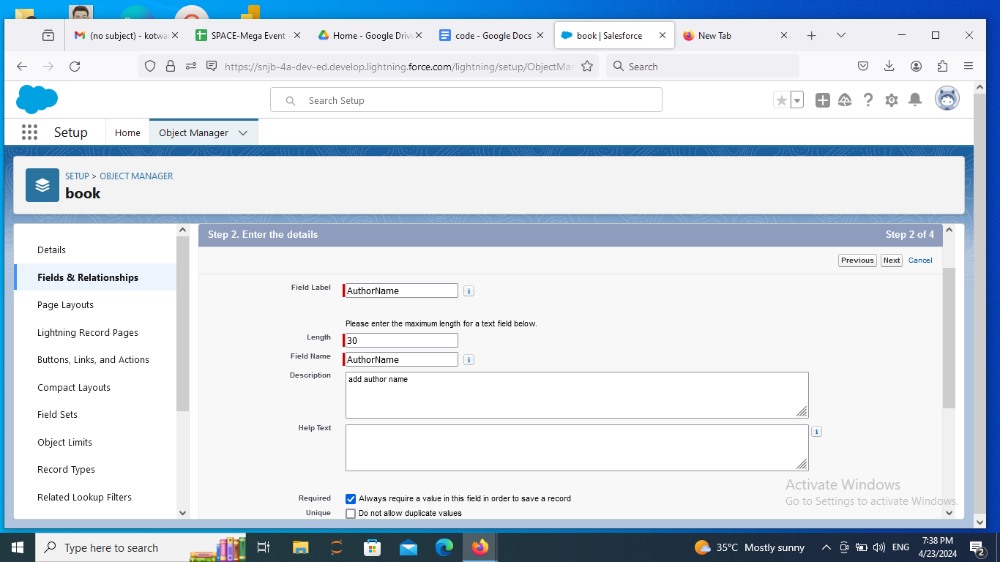 (no subject) - kotwa
SPACE-Mega Event -
Home - Google Drive
code - Google Docs
book | Salesforce
New Tab
https://snjb-4a-dev-ed.develop.lightning.force.com/lightning/setup/ObjectMan
Search
Search Setup
Setup
Home
Object Manager
SETUP > OBJECT MANAGER
book
Details
Fields & Relationships
Page Layouts
Lightning Record Pages
Buttons, Links, and Actions
Compact Layouts
Field Sets
Object Limits
Record Types
Related Lookup Filters
Step 2. Enter the details
Step 2 of 4
Previous
Next
Cancel
Field Label
AuthorName
Please enter the maximum length for a text field below.
Length
30
Field Name
AuthorName
Description
add author name
Help Text
Required
Always require a value in this field in order to save a record
Unique
Do not allow duplicate values
Activate Windows
Go to Settings to activate Windows.
Type here to search
35°C Mostly sunny
ENG
7:38 PM
4/23/2024
2